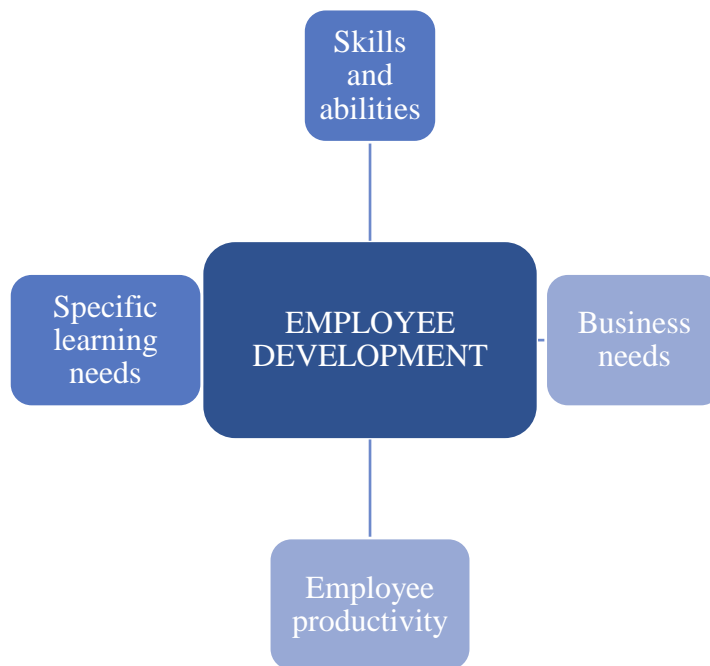 Skills
and
abilities
Specific
learning
needs
EMPLOYEE
DEVELOPMENT
Business
needs
Employee
productivity